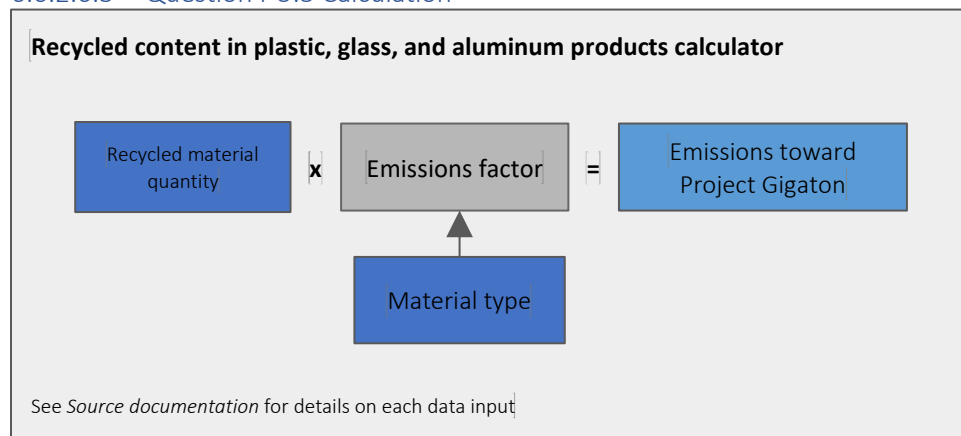 Recycled content in plastic, glass, and aluminum products calculator
Recycled material
quantity
x
Emissions factor
=
Emissions toward
Project Gigaton
Material type
See Source documentation for details on each data input